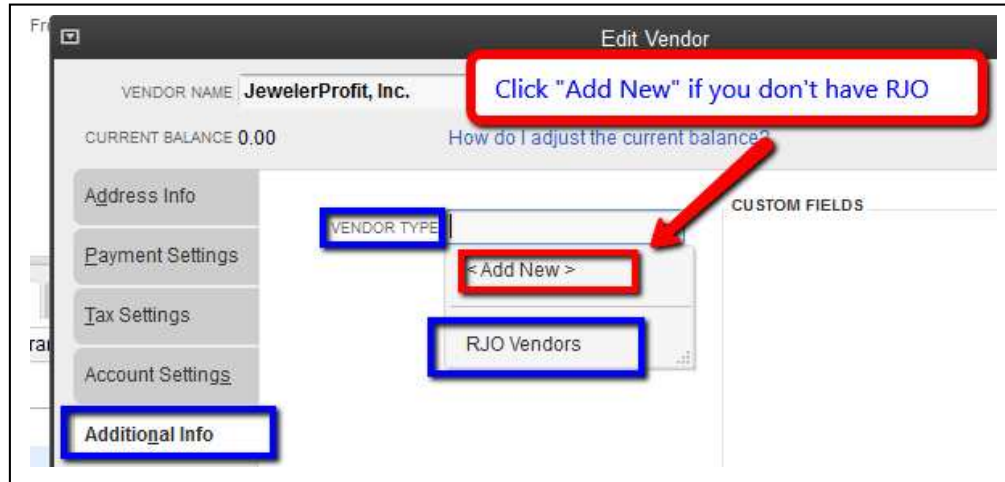 Fr
Edit Vendor
VENDOR NAME JewelerProfit, Inc.
Click "Add New" if you don't have RJO
CURRENT BALANCE 0.00
How do I adjust the current balance?
Address Info
CUSTOM FIELDS
VENDOR TYPE
Payment Settings
< Add New >
Tax Settings
RJO Vendors
Account Settings
Additional Info